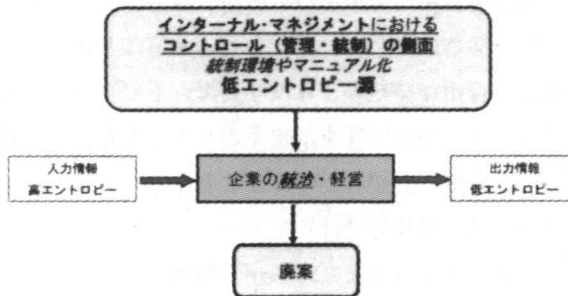 インターナル・マネジメントにおける
コントロール（管理・統制）の側面
統制環境やマニュアル化
低エントロピー源
入力情報
高エントロピー
企業の統治・経営
出力情報
低エントロピー
廃案